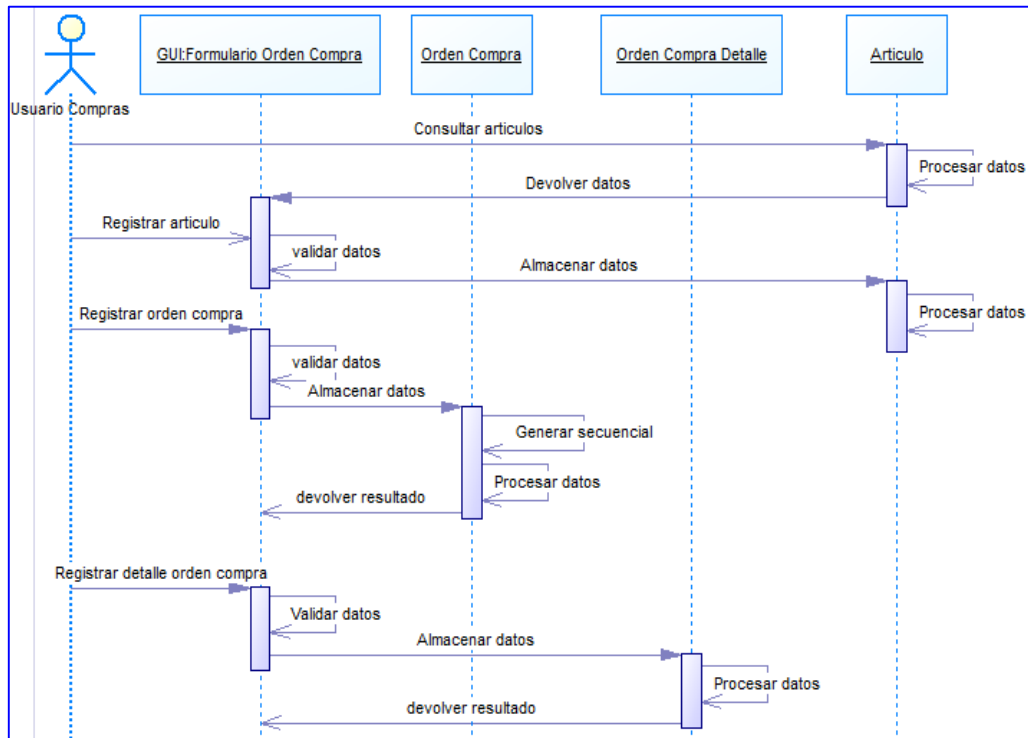 GUI:Formulario Orden Compra
Orden Compra
Orden Compra Detalle
Articulo
Usuario Compras
Consultar articulos
Procesar datos
Devolver datos
Registrar articulo
validar datos
Almacenar datos
Registrar orden compra
Procesar datos
validar datos
Almacenar datos
Generar secuencial
Procesar datos
devolver resultado
Registrar detalle orden compra
Validar datos
Almacenar datos
Procesar datos
devolver resultado